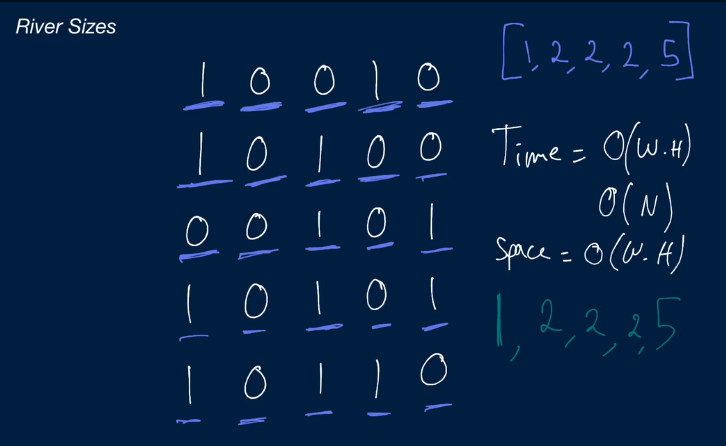 River Sizes
[1, 2, 2, 2, 5]
1 0 0 1 0
1 0 1 0 0
Time = O(W.H)
O(N)
0 0 1 0 1
Space = O(W.H)
1 0 1 0 1
1, 2, 2, 2, 5
1 0 1 1 0